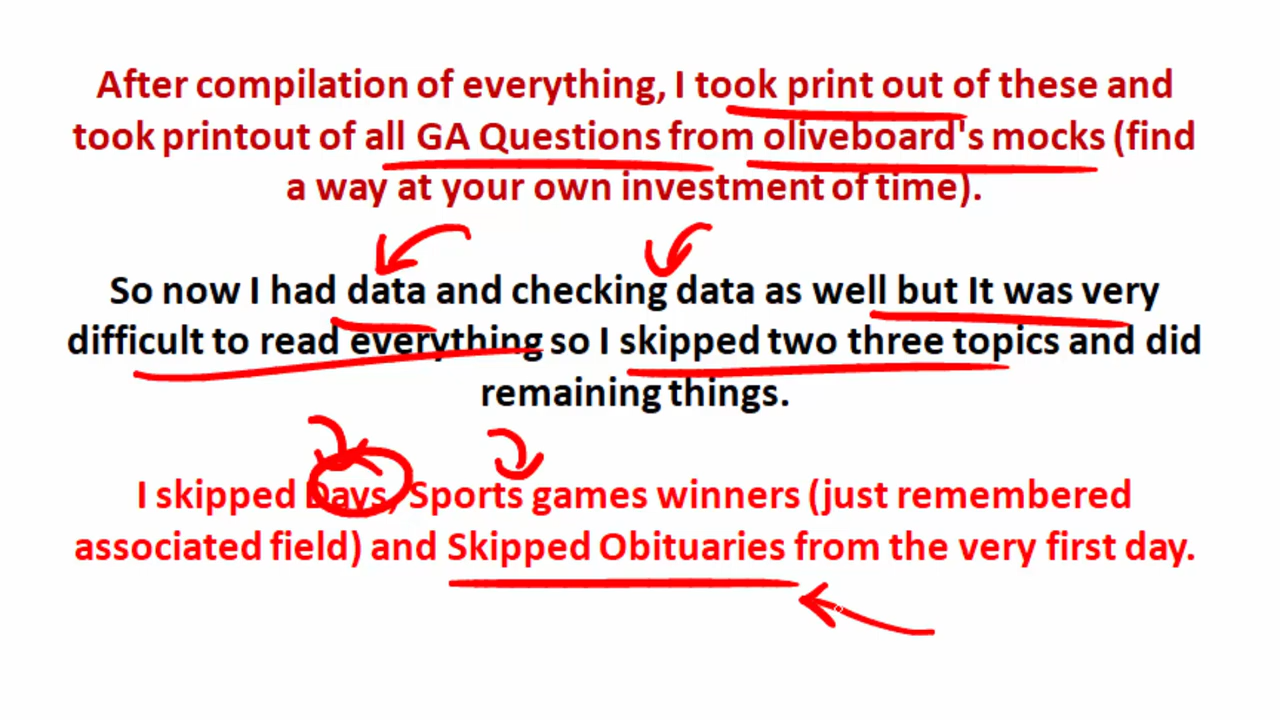 After compilation of everything, I took print out of these and
took printout of all GA Questions from oliveboard's mocks (find
a way at your own investment of time).
So now I had data and checking data as well but It was very
difficult to read everything so I skipped two three topics and did
remaining things.
I skipped Days, Sports games winners (just remembered
associated field) and Skipped Obituaries from the very first day.